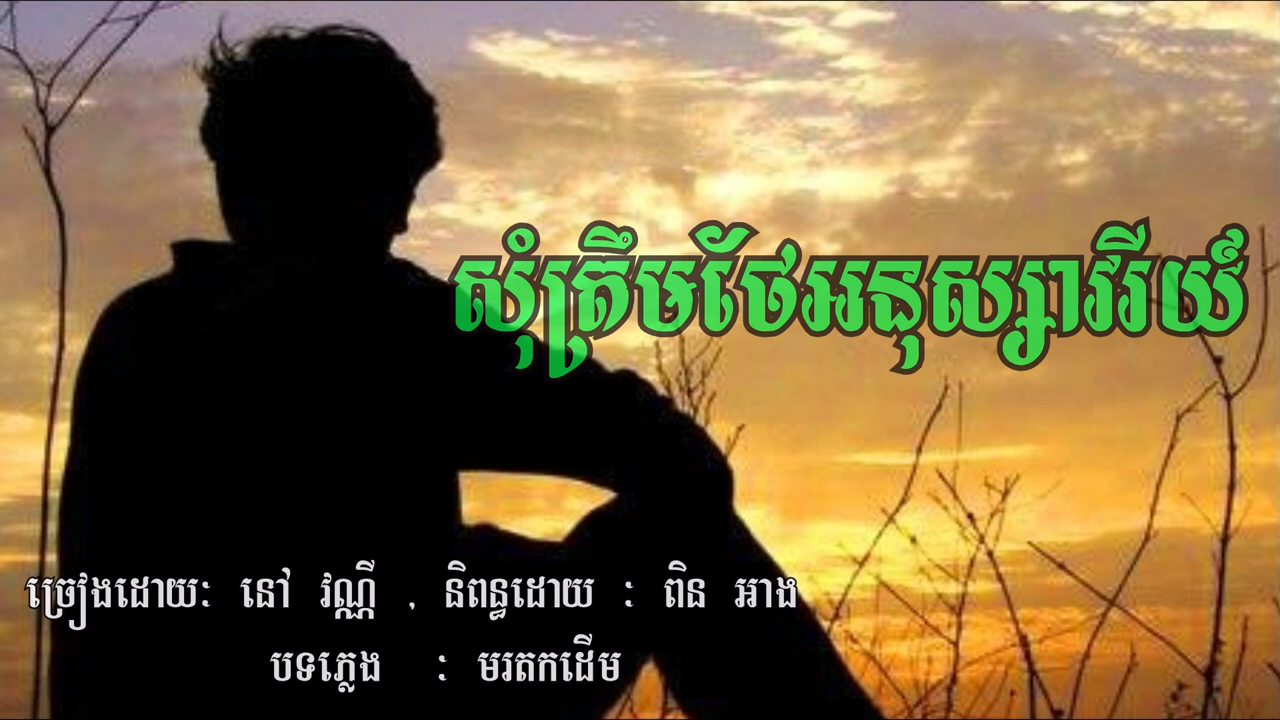 សុំត្រឹមថែអនុស្សាវរីយ៍
ច្រៀងដោយ: នៅ វណ្ណី , និពន្ធដោយ : ពិន អាង
បទភ្លេង : មរតកដើម